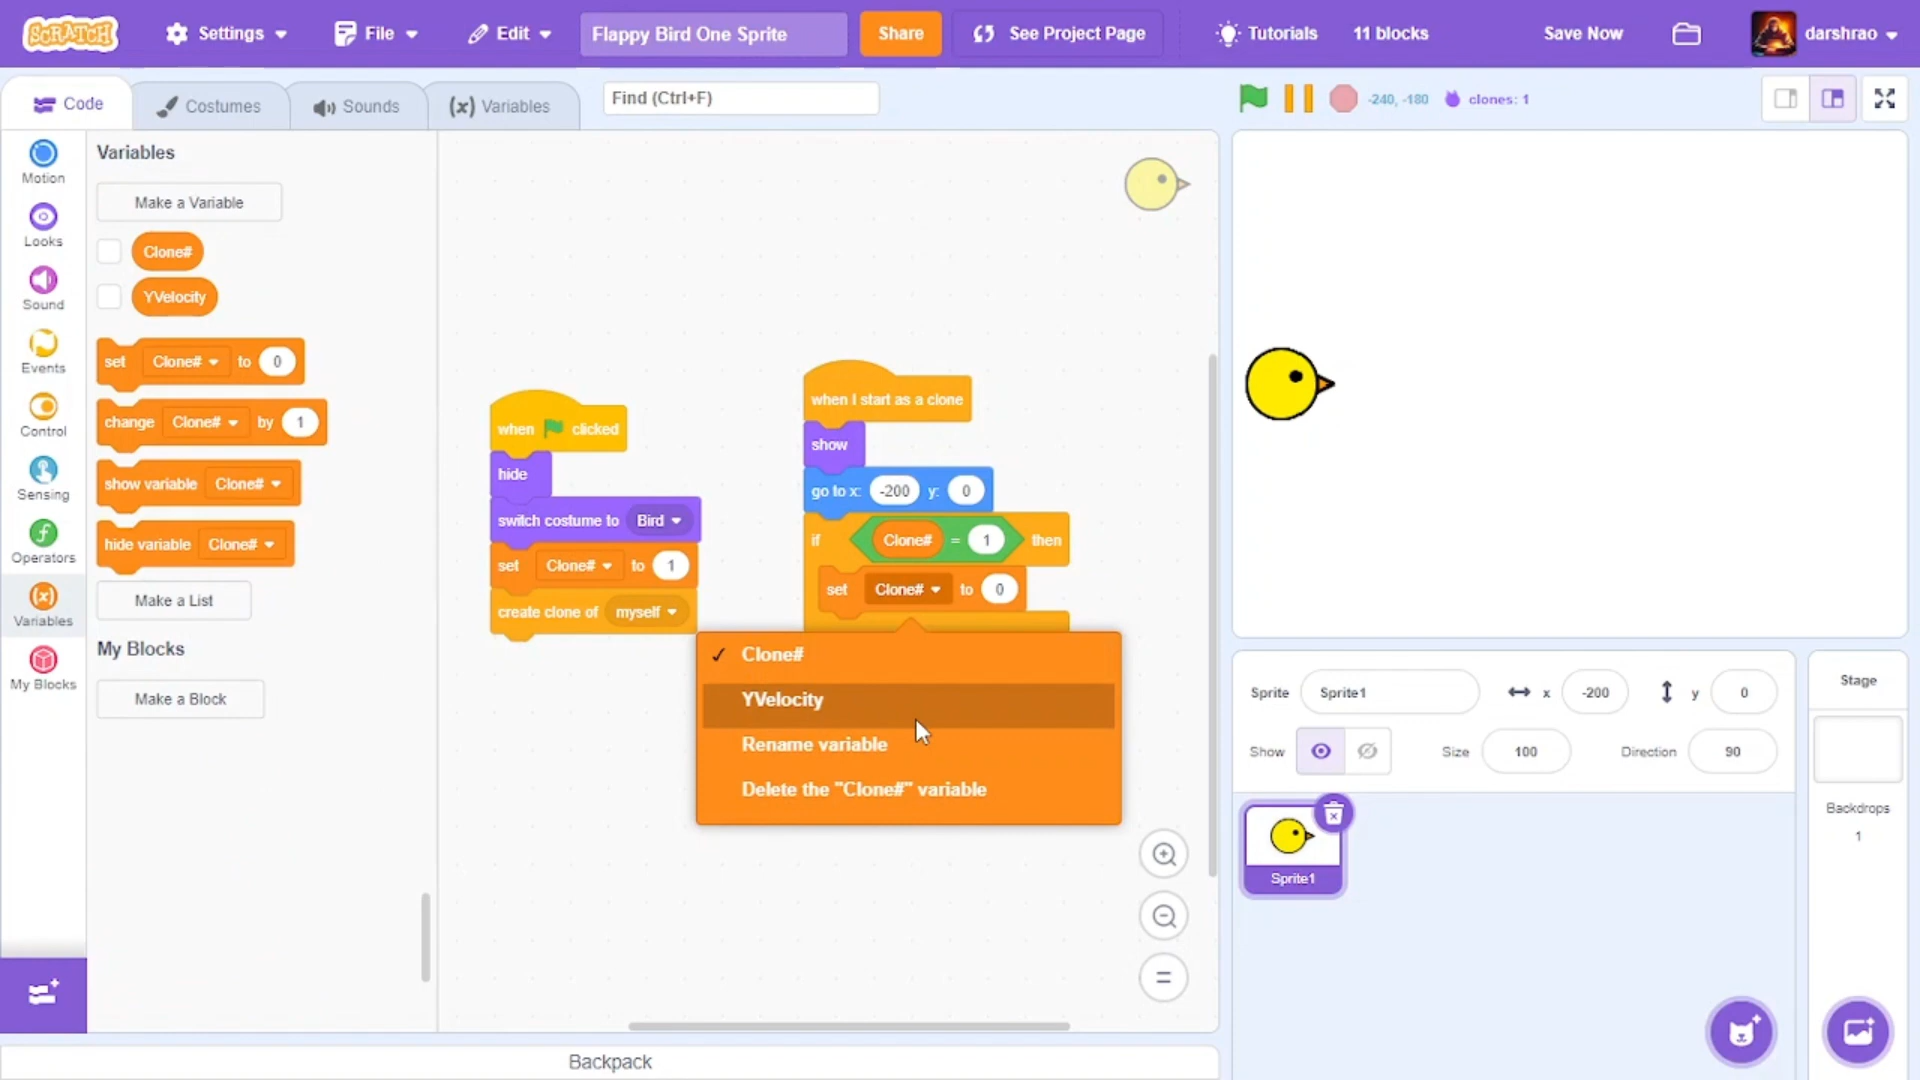 SCRATCH Settings File Edit Flappy Bird One Sprite Share See Project Page Tutorials 11 blocks Save Now darshrao
Code Costumes Sounds (x) Variables Find (Ctrl+F) -240, -180 clones: 1
Motion
Looks
Sound
Events
Control
Sensing
Operators
Variables
My Blocks
Variables
Make a Variable
Clone#
YVelocity
set Clone# to 0
change Clone# by 1
show variable Clone#
hide variable Clone#
Make a List
My Blocks
Make a Block
when clicked
hide
switch costume to Bird
set Clone# to 1
create clone of myself
when I start as a clone
show
go to x: -200 y: 0
if Clone# = 1 then
set Clone# to 0
✓ Clone#
YVelocity
Rename variable
Delete the "Clone#" variable
Sprite Sprite1 x -200 y 0
Show Size 100 Direction 90
Sprite1
Stage
Backdrops
1
Backpack